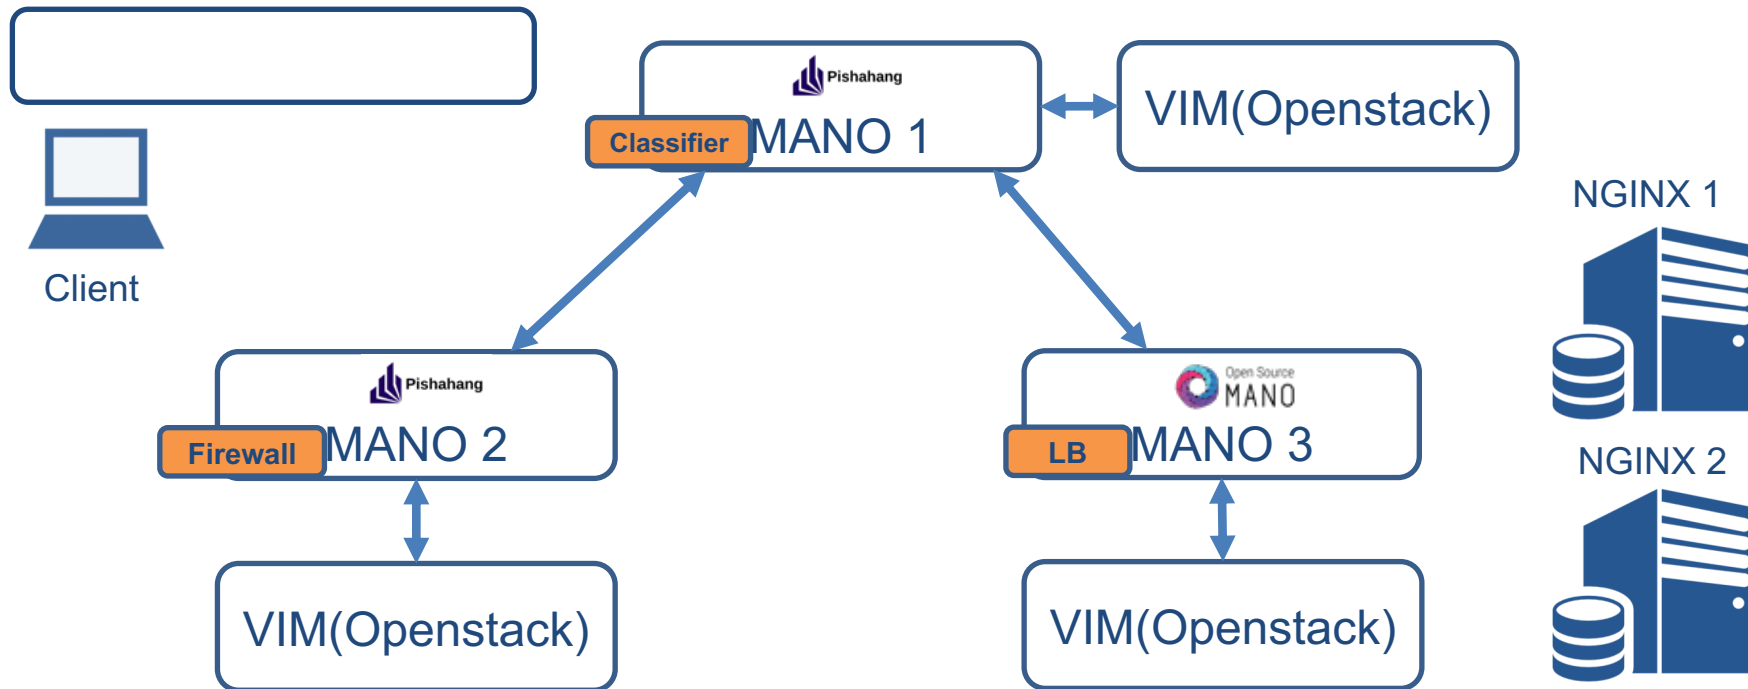 Pishahang
Classifier
MANO 1
VIM(Openstack)
Client
NGINX 1
Pishahang
Firewall
MANO 2
Open Source
MANO
LB
MANO 3
NGINX 2
VIM(Openstack)
VIM(Openstack)